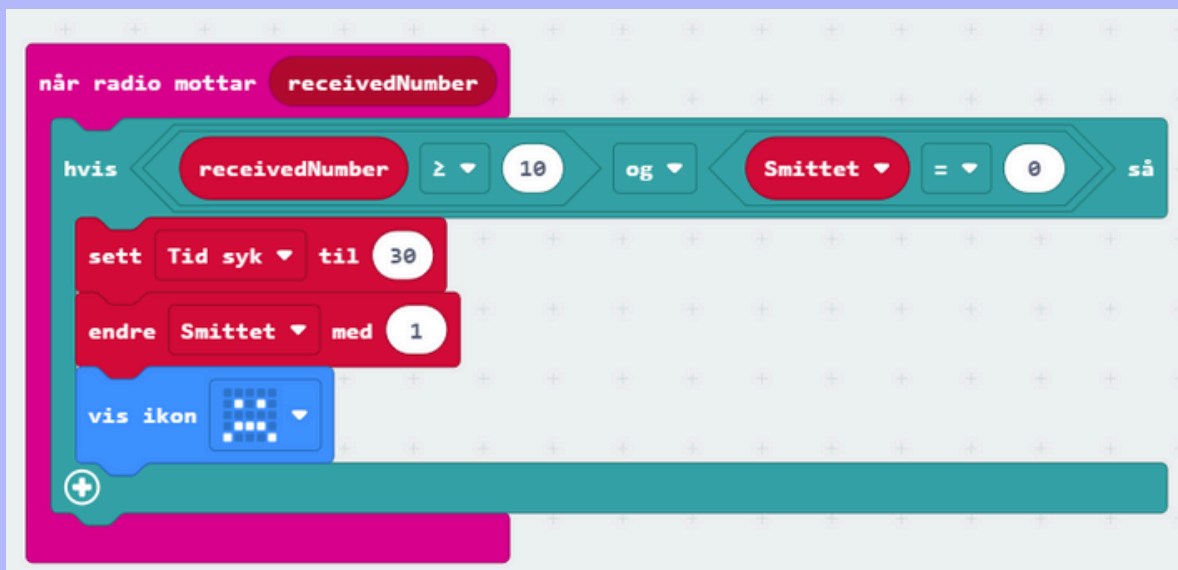 når radio mottar receivedNumber
hvis receivedNumber ≥ 10 og Smittet = 0 så
sett Tid syk til 30
endre Smittet med 1
vis ikon